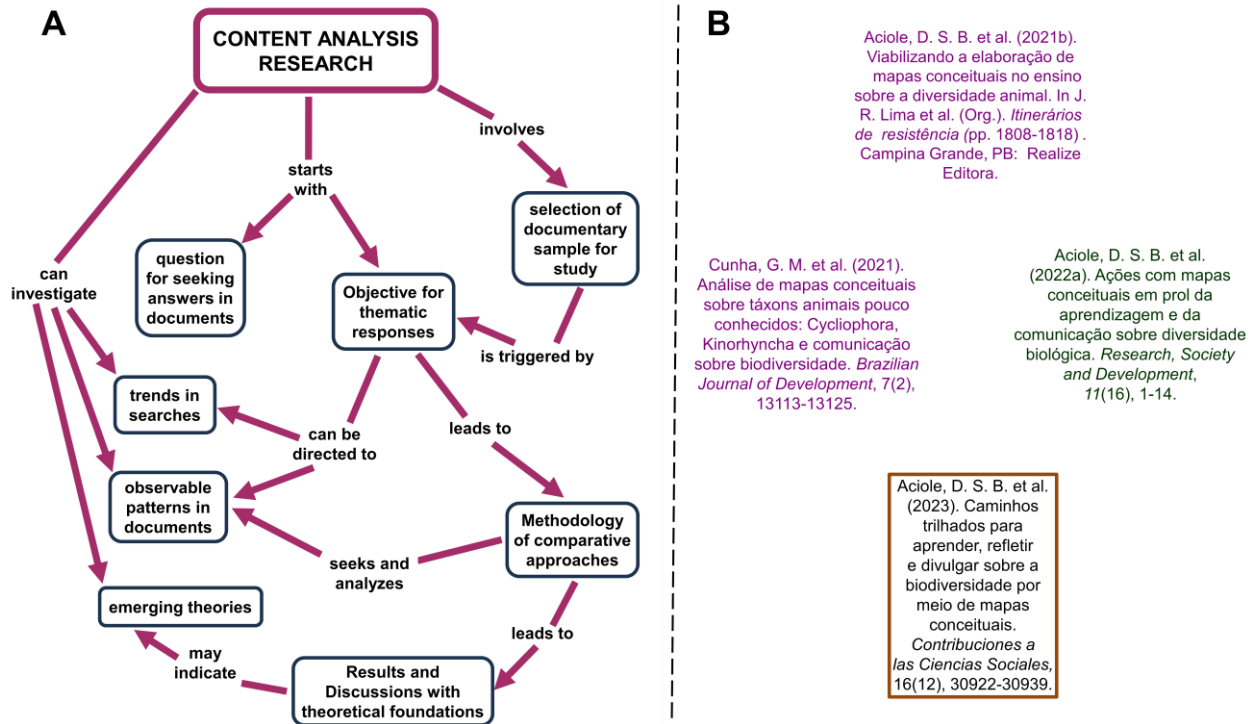 A
CONTENT ANALYSIS
RESEARCH
involves
starts
with
selection of
documentary
sample for
study
can
investigate
question
for seeking
answers in
documents
Objective for
thematic
responses
is triggered by
trends in
searches
can be
directed to
leads to
observable
patterns in
documents
Methodology
of comparative
approaches
seeks and
analyzes
emerging theories
leads to
may
indicate
Results and
Discussions with
theoretical foundations
B
Aciole, D. S. B. et al. (2021b).
Viabilizando a elaboração de
mapas conceituais no ensino
sobre a diversidade animal. In J.
R. Lima et al. (Org.). Itinerários
de resistência (pp. 1808-1818) .
Campina Grande, PB: Realize
Editora.
Cunha, G. M. et al. (2021).
Análise de mapas conceituais
sobre táxons animais pouco
conhecidos: Cycliophora,
Kinorhyncha e comunicação
sobre biodiversidade. Brazilian
Journal of Development, 7(2),
13113-13125.
Aciole, D. S. B. et al.
(2022a). Ações com mapas
conceituais em prol da
aprendizagem e da
comunicação sobre diversidade
biológica. Research, Society
and Development,
11(16), 1-14.
Aciole, D. S. B. et al.
(2023). Caminhos
trilhados para
aprender, refletir
e divulgar sobre a
biodiversidade por
meio de mapas
conceituais.
Contribuciones a
las Ciencias Sociales,
16(12), 30922-30939.